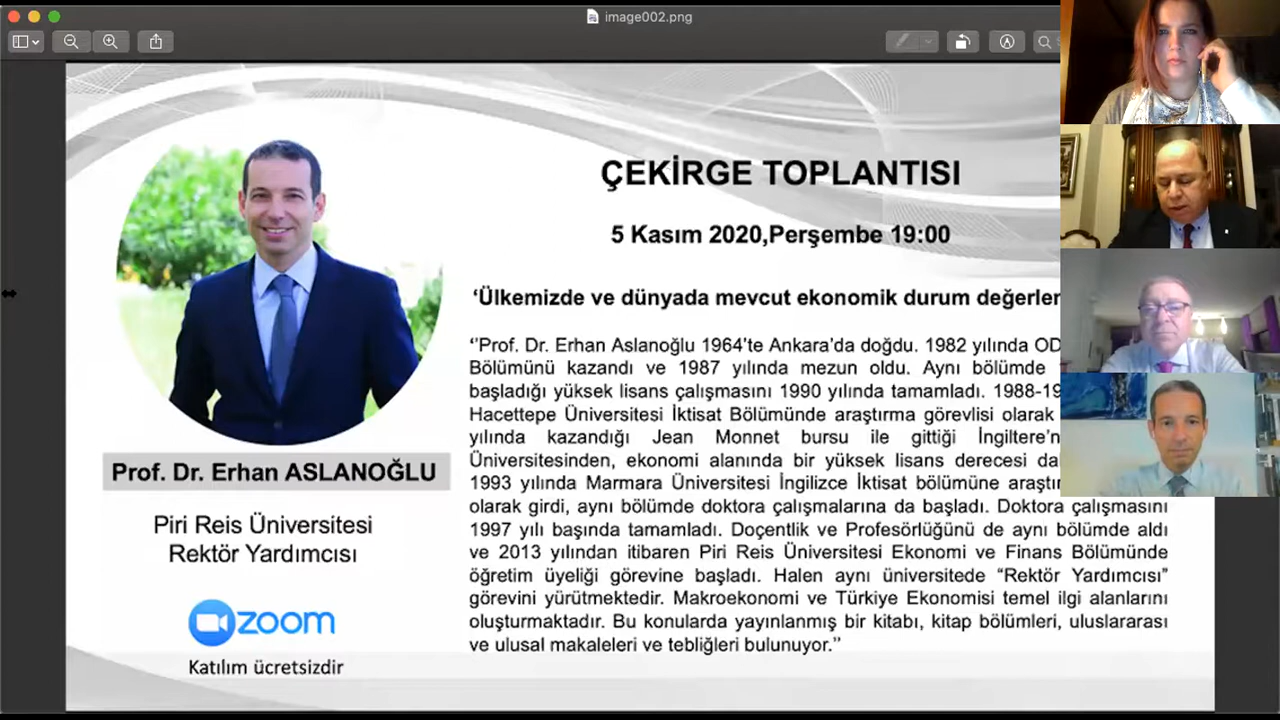 image002.png
ÇEKİRGE TOPLANTISI
5 Kasım 2020,Perşembe 19:00
‘Ülkemizde ve dünyada mevcut ekonomik durum
‘’Prof. Dr. Erhan Aslanoğlu 1964’te Ankara’da doğdu. 1982 yılında
Bölümünü kazandı ve 1987 yılında mezun oldu. Aynı bölümde
başladığı yüksek lisans çalışmasını 1990 yılında tamamladı.
Hacettepe Üniversitesi İktisat Bölümünde araştırma görevlisi olarak
yılında kazandığı Jean Monnet bursu ile gittiği
Üniversitesinden, ekonomi alanında bir yüksek lisans derecesi
1993 yılında Marmara Üniversitesi İngilizce İktisat bölümüne
olarak girdi, aynı bölümde doktora çalışmalarına da başladı. Doktora çalışmasını
1997 yılı başında tamamladı. Doçentlik ve Profesörlüğünü de aynı bölümde aldı
ve 2013 yılından itibaren Piri Reis Üniversitesi Ekonomi ve Finans Bölümünde
öğretim üyeliği görevine başladı. Halen aynı üniversitede “Rektör Yardımcısı”
görevini yürütmektedir. Makroekonomi ve Türkiye Ekonomisi temel ilgi alanlarını
oluşturmaktadır. Bu konularda yayınlanmış bir kitabı, kitap bölümleri, uluslararası
ve ulusal makaleleri ve tebliğleri bulunuyor.’’
Prof. Dr. Erhan ASLANOĞLU
Piri Reis Üniversitesi
Rektör Yardımcısı
zoom
Katılım ücretsizdir